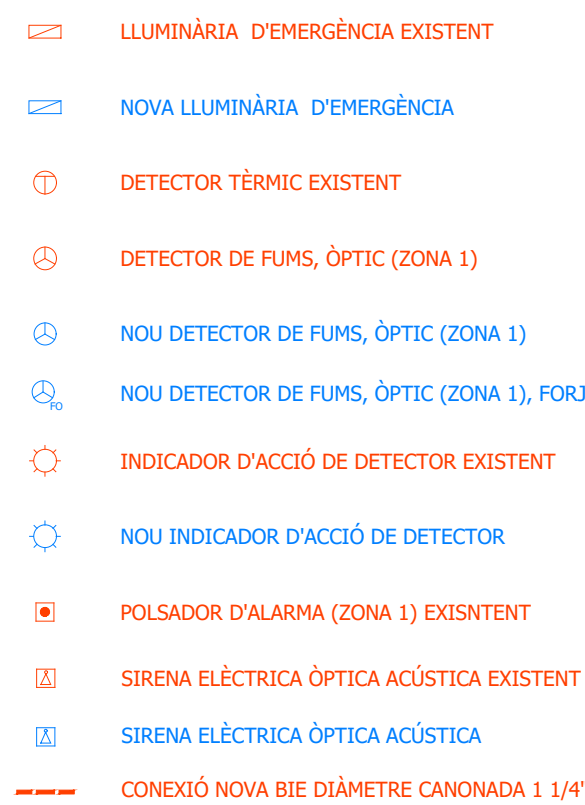 LLUMINÀRIA D'EMERGÈNCIA EXISTENT
NOVA LLUMINÀRIA D'EMERGÈNCIA
DETECTOR TÈRMIC EXISTENT
DETECTOR DE FUMS, ÒPTIC (ZONA 1)
NOU DETECTOR DE FUMS, ÒPTIC (ZONA 1)
FO NOU DETECTOR DE FUMS, ÒPTIC (ZONA 1), FORJ
INDICADOR D'ACCIÓ DE DETECTOR EXISTENT
NOU INDICADOR D'ACCIÓ DE DETECTOR
POLSADOR D'ALARMA (ZONA 1) EXISNTENT
SIRENA ELÈCTRICA ÒPTICA ACÚSTICA EXISTENT
SIRENA ELÈCTRICA ÒPTICA ACÚSTICA
CONEXIÓ NOVA BIE DIÀMETRE CANONADA 1 1/4'